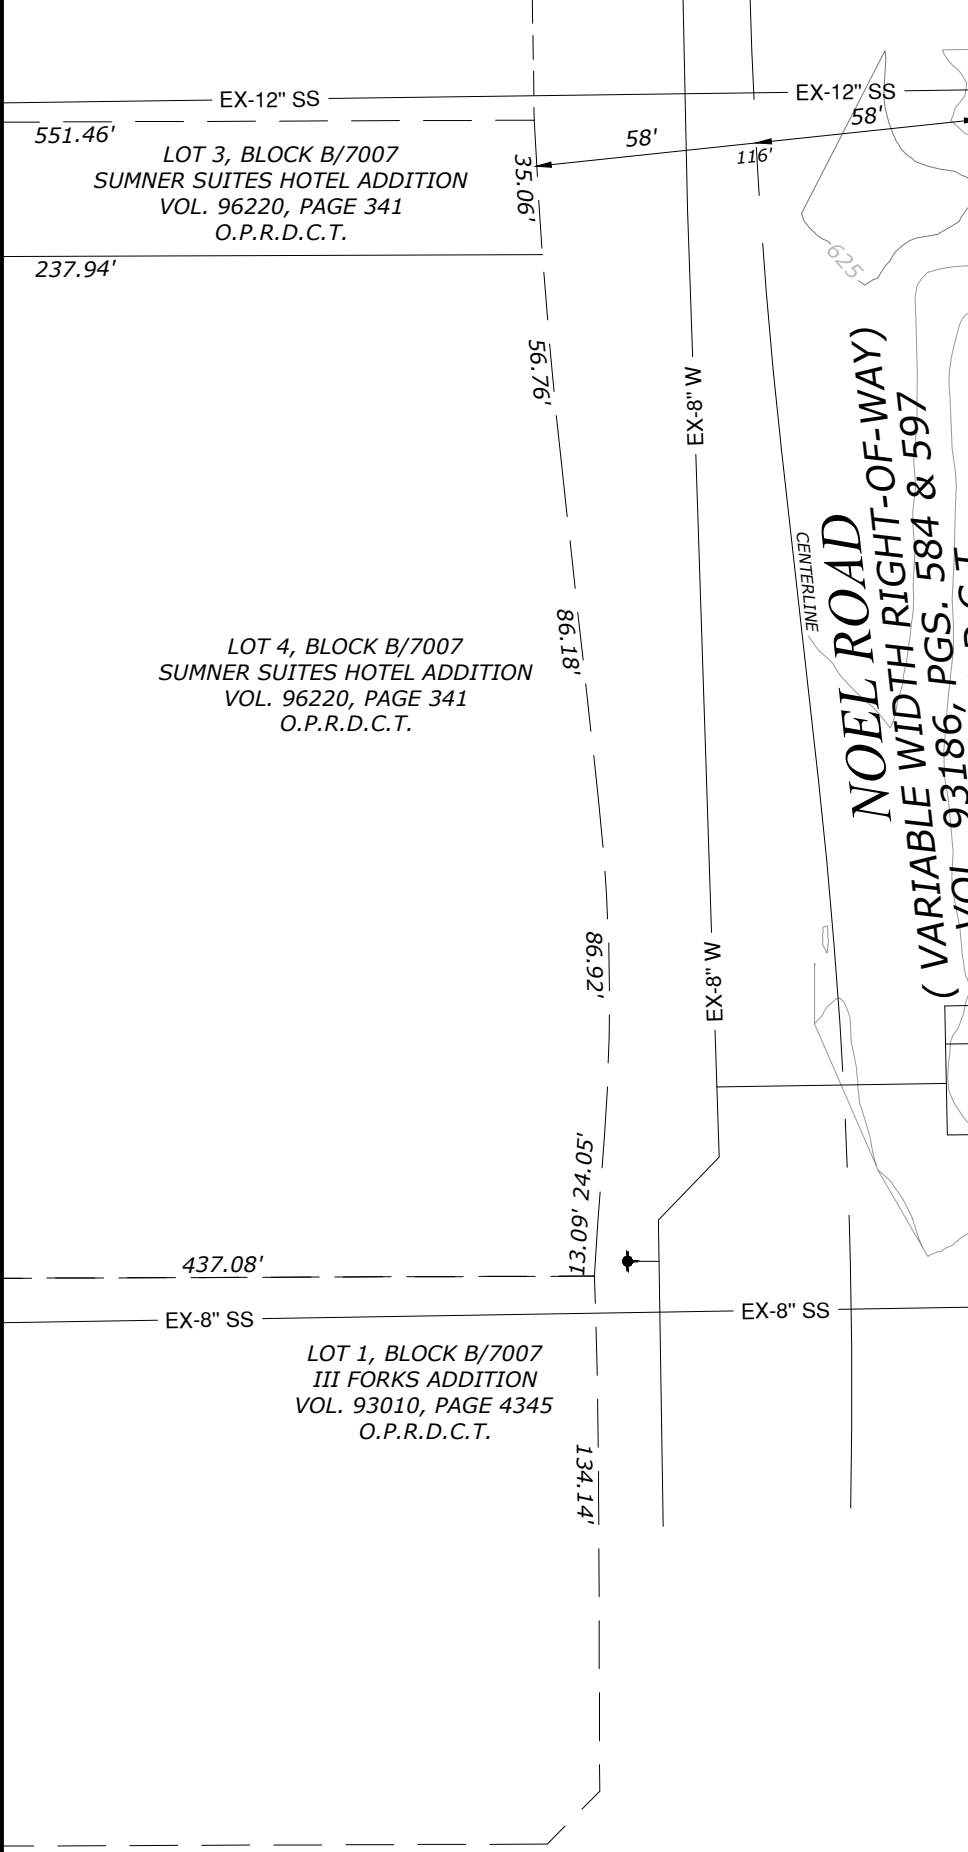 EX-12" SS
EX-12" SS
551.46'
58'
58'
116'
LOT 3, BLOCK B/7007
SUMNER SUITES HOTEL ADDITION
VOL. 96220, PAGE 341
O.P.R.D.C.T.
35.06'
237.94'
625
56.76'
EX-8" W
CENTERLINE
NOEL ROAD
( VARIABLE WIDTH RIGHT-OF-WAY)
93186, PGS. 584 & 597
86.18'
LOT 4, BLOCK B/7007
SUMNER SUITES HOTEL ADDITION
VOL. 96220, PAGE 341
O.P.R.D.C.T.
86.92'
EX-8" W
24.05'
13.09'
437.08'
EX-8" SS
EX-8" SS
LOT 1, BLOCK B/7007
III FORKS ADDITION
VOL. 93010, PAGE 4345
O.P.R.D.C.T.
134.14'